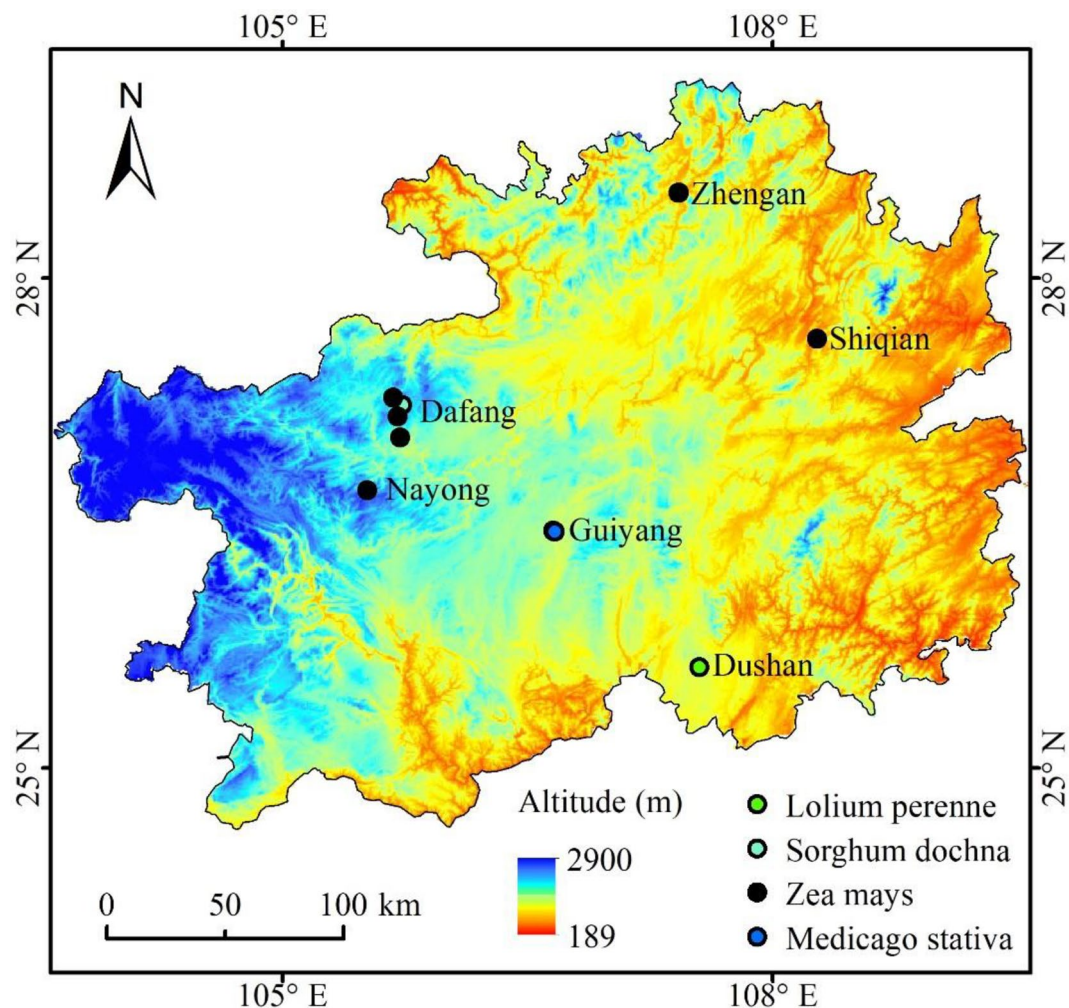 105° E
108° E
N
Zhengan
28° N
28° N
Shiqian
Dafang
Nayong
Guiyang
Dushan
25° N
25° N
Altitude (m)
2900
189
Lolium perenne
Sorghum dochna
Zea mays
Medicago stativa
0
50
100 km
105° E
108° E